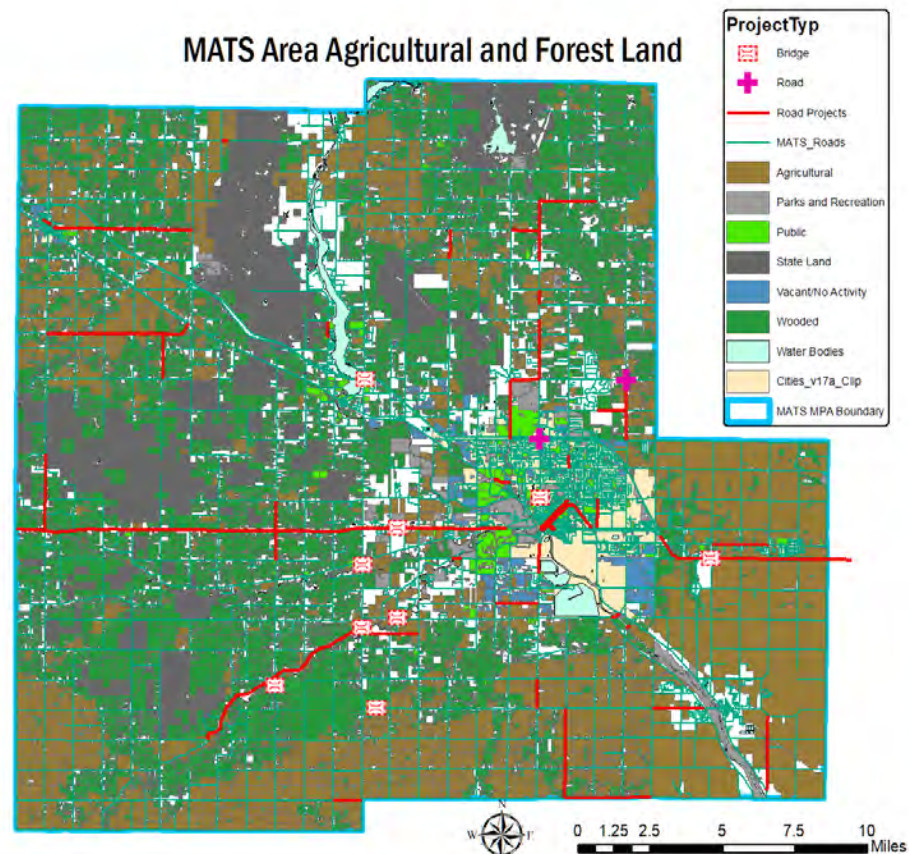 MATS Area Agricultural and Forest Land
ProjectTyp
Bridge
Road
Road Projects
MATS_Roads
Agricultural
Parks and Recreation
Public
State Land
Vacant/No Activity
Wooded
Water Bodies
Cities_v17a_Clip
MATS MPA Boundary
N
W
E
S
0 1.25 2.5 5 7.5 10
Miles